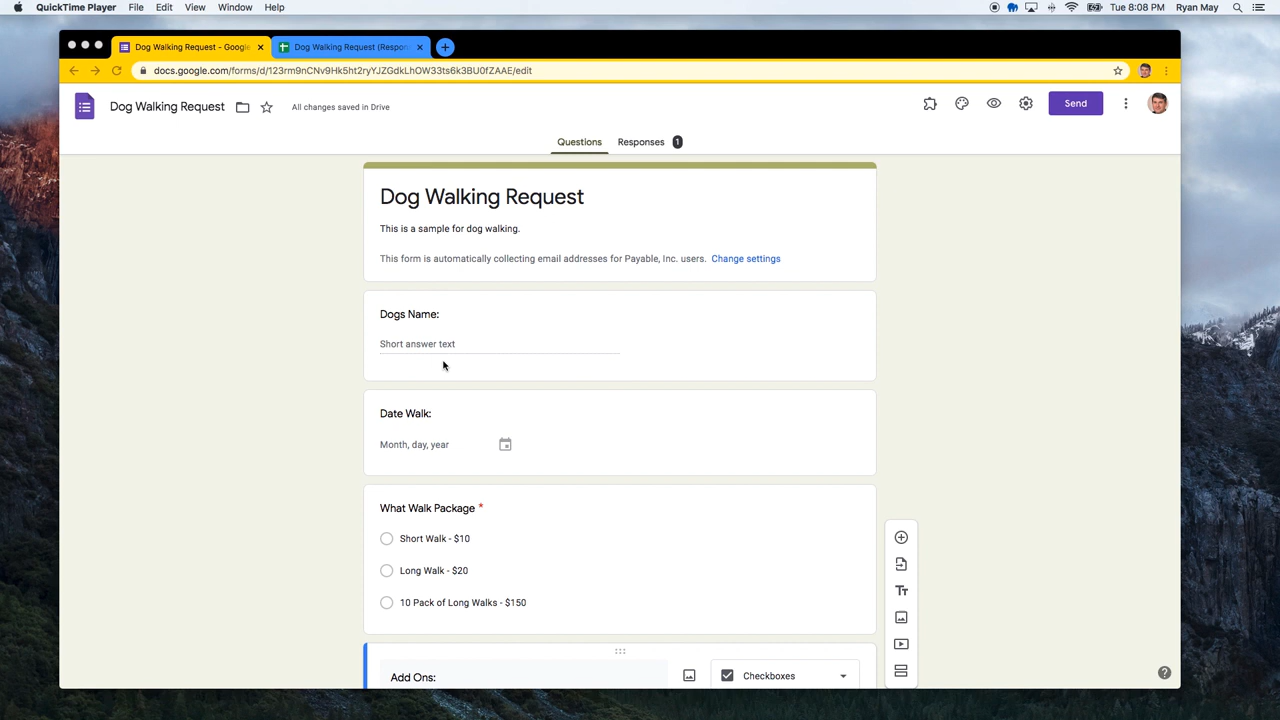 QuickTime Player File Edit View Window Help Tue 8:08 PM Ryan May
Dog Walking Request - Google Dog Walking Request (Respon
docs.google.com/forms/d/123rm9nCNv9Hk5ht2ryYJZGdkLhOW33ts6k3BU0fZAAE/edit
Dog Walking Request All changes saved in Drive Send
Questions Responses 1
Dog Walking Request
This is a sample for dog walking.
This form is automatically collecting email addresses for Payable, Inc. users. Change settings
Dogs Name:
Short answer text
Date Walk:
Month, day, year
What Walk Package *
Short Walk - $10
Long Walk - $20
10 Pack of Long Walks - $150
Add Ons: Checkboxes